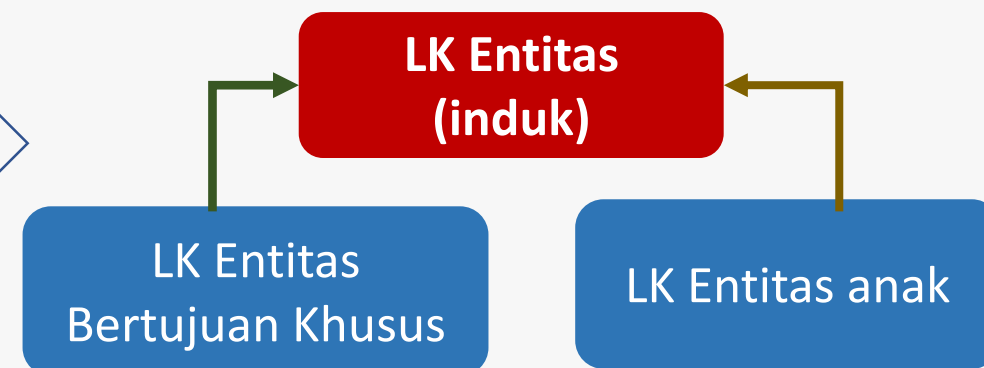 LK Entitas
(induk)
LK Entitas
Bertujuan Khusus
LK Entitas anak